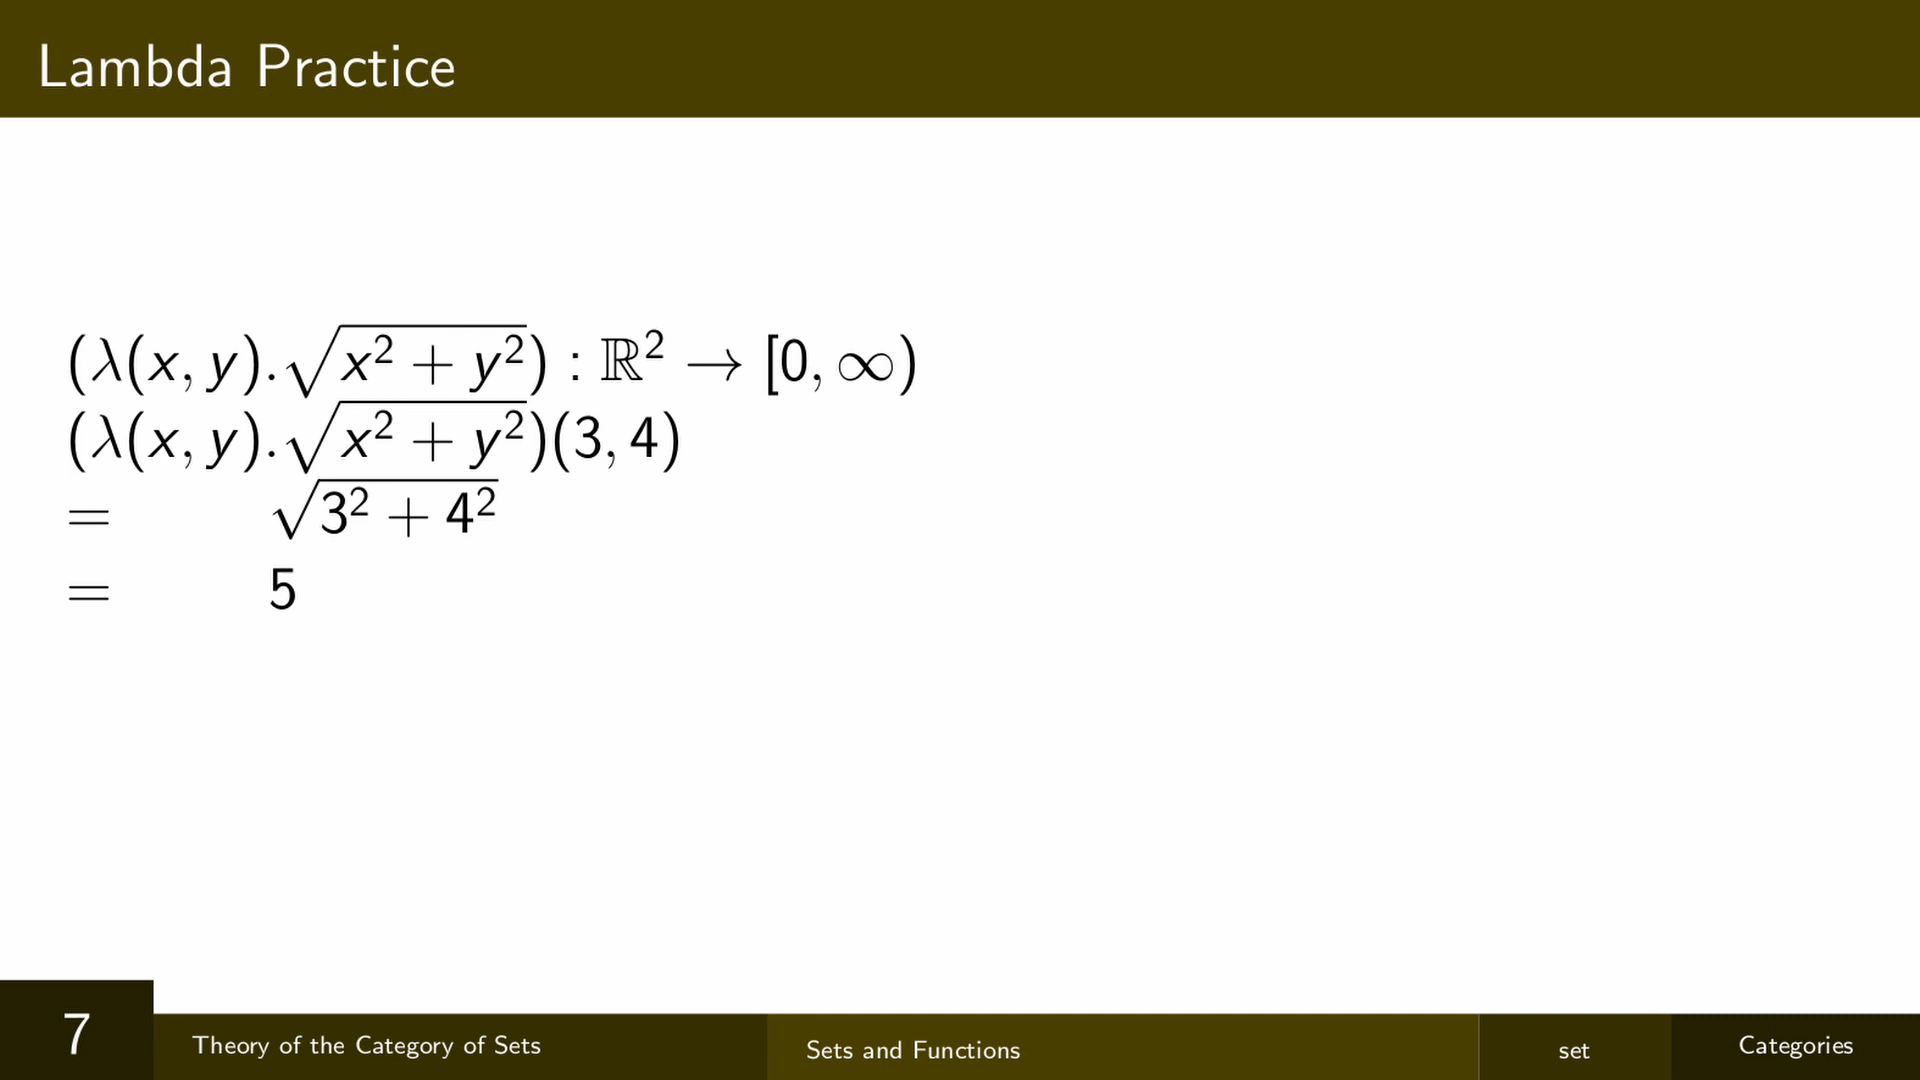 Lambda Practice
(λ(x, y).√(x² + y²)) : ℝ² → [0, ∞)
(λ(x, y).√(x² + y²))(3, 4)
= √(3² + 4²)
= 5
7
Theory of the Category of Sets
Sets and Functions
set
Categories